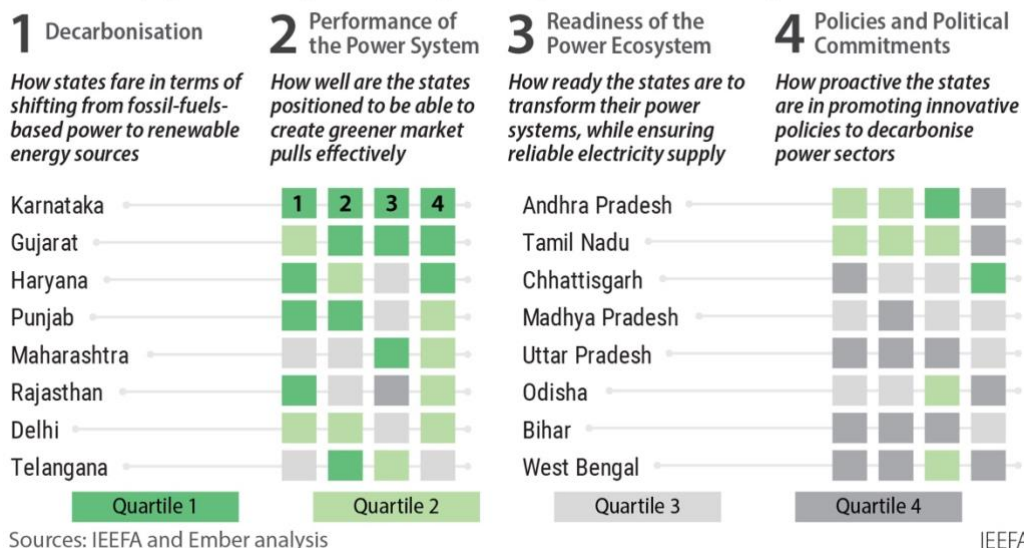 1 Decarbonisation
How states fare in terms of
shifting from fossil-fuels-
based power to renewable
energy sources
2 Performance of
the Power System
How well are the states
positioned to be able to
create greener market
pulls effectively
3 Readiness of the
Power Ecosystem
How ready the states are to
transform their power
systems, while ensuring
reliable electricity supply
4 Policies and Political
Commitments
How proactive the states
are in promoting innovative
policies to decarbonise
power sectors
Karnataka 1 2 3 4
Gujarat
Haryana
Punjab
Maharashtra
Rajasthan
Delhi
Telangana
Andhra Pradesh
Tamil Nadu
Chhattisgarh
Madhya Pradesh
Uttar Pradesh
Odisha
Bihar
West Bengal
Quartile 1 Quartile 2 Quartile 3 Quartile 4
Sources: IEEFA and Ember analysis
IEEFA